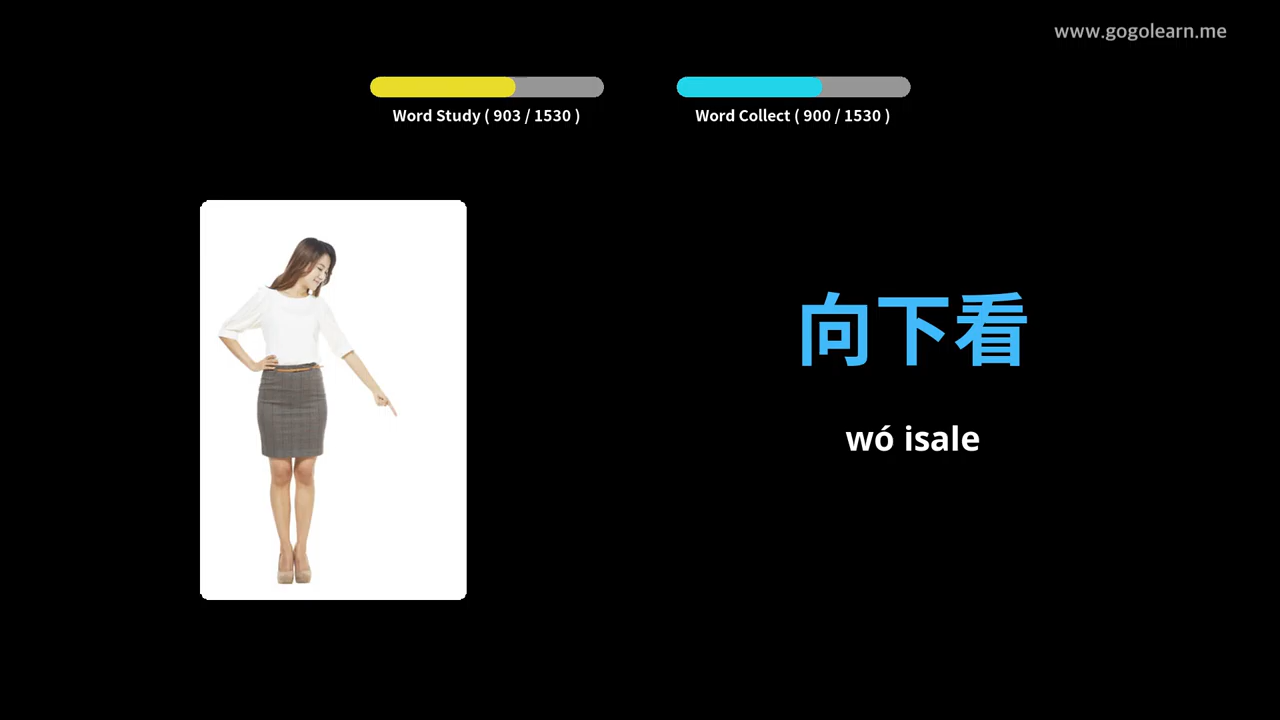 www.gogolearn.me
Word Study ( 903 / 1530 )
Word Collect ( 900 / 1530 )
向下看
wó isale